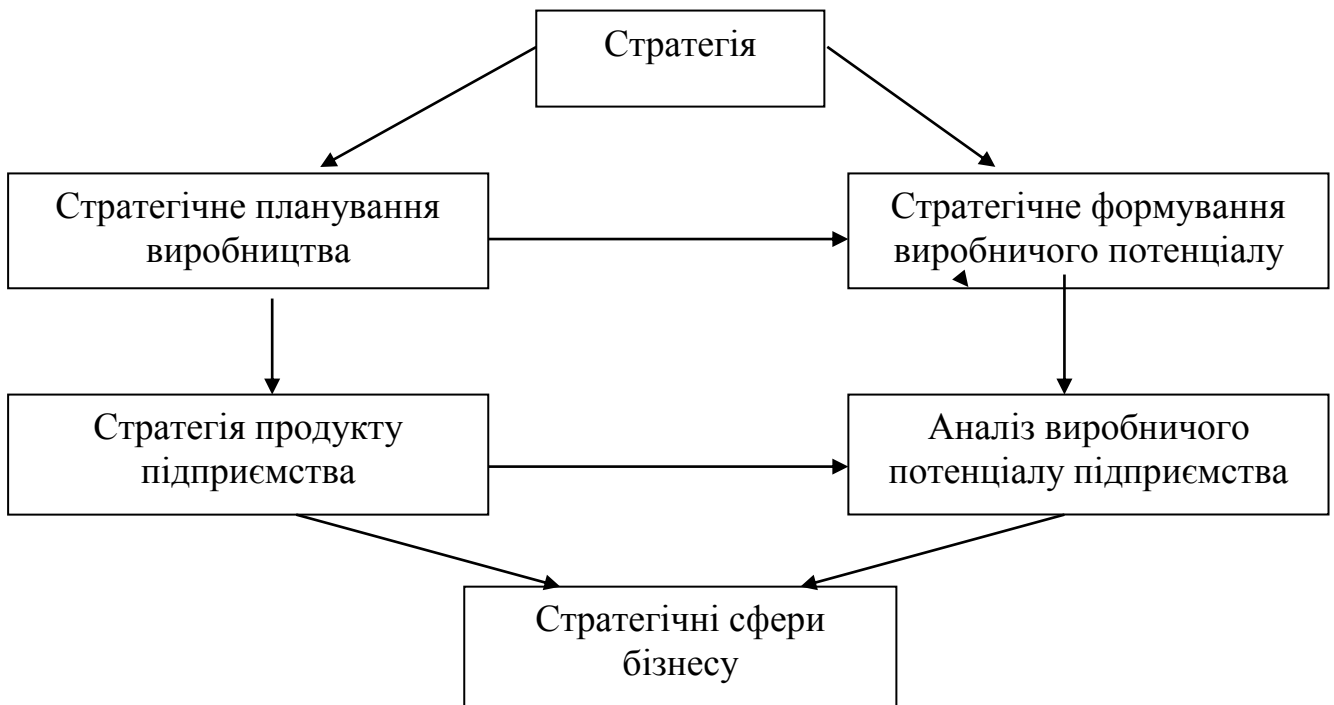 Стратегія
Стратегічне планування
виробництва
Стратегічне формування
виробничого потенціалу
Стратегія продукту
підприємства
Аналіз виробничого
потенціалу підприємства
Стратегічні сфери
бізнесу